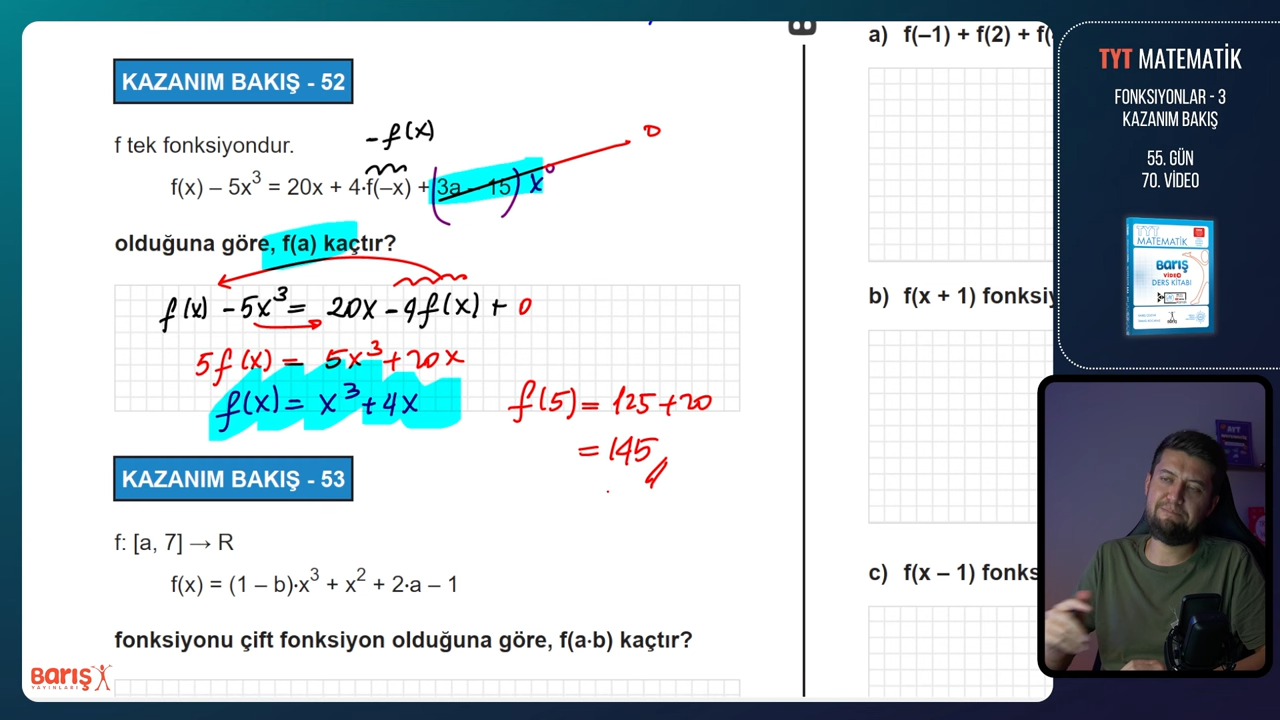 KAZANIM BAKIŞ - 52
f tek fonksiyondur.
-f(x)
0
f(x) – 5x³ = 20x + 4·f(–x) + (3a – 15) x⁰
olduğuna göre, f(a) kaçtır?
f(x) - 5x³ = 20x - 4f(x) + 0
5f(x) = 5x³ + 20x
f(x) = x³ + 4x
f(5) = 125 + 20
= 145
KAZANIM BAKIŞ - 53
f: [a, 7] → R
f(x) = (1 – b)·x³ + x² + 2·a – 1
fonksiyonu çift fonksiyon olduğuna göre, f(a·b) kaçtır?
BARIŞ
YAYINLARI
a) f(–1) + f(2) + f(
b) f(x + 1) fonksiy
c) f(x – 1) fonks
TYT MATEMATİK
FONKSIYONLAR - 3
KAZANIM BAKIŞ
55. GÜN
70. VİDEO
TYT
MATEMATİK
BARIŞ
VİDEO
DERS KİTABI